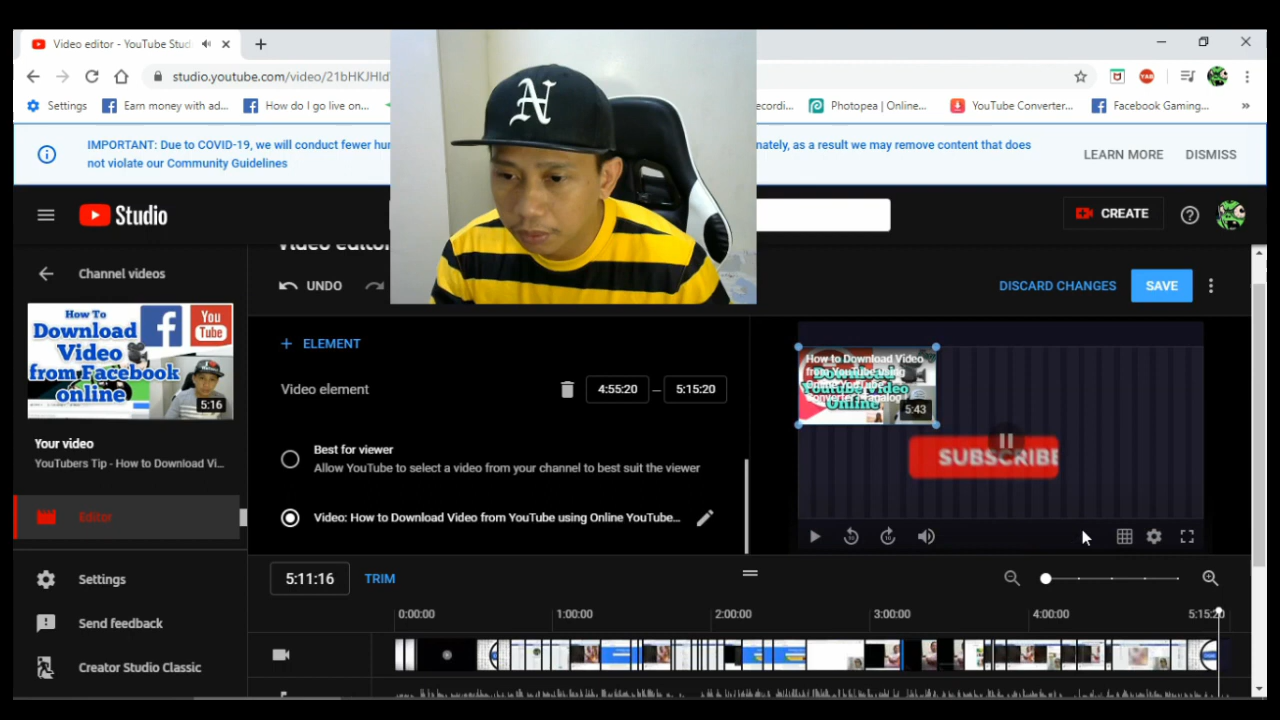 Video editor - YouTube Stud
studio.youtube.com/video/21bHKJHld
Settings
Earn money with ad...
How do I go live on...
Photopea | Online...
YouTube Converter...
Facebook Gaming...
»
IMPORTANT: Due to COVID-19, we will conduct fewer
nately, as a result we may remove content that does
not violate our Community Guidelines
LEARN MORE
DISMISS
Studio
CREATE
Channel videos
Video editor
UNDO
DISCARD CHANGES
SAVE
How To
Download
Video
from Facebook
online
You
Tube
5:16
+ ELEMENT
Video element
4:55:20 – 5:15:20
How to Download Video
from YouTube using
5:43
SUBSCRIBE
Your video
YouTubers Tip - How to Download Vi...
Best for viewer
Allow YouTube to select a video from your channel to best suit the viewer
Video: How to Download Video from YouTube using Online YouTube...
Editor
Settings
Send feedback
Creator Studio Classic
5:11:16
TRIM
0:00:00
1:00:00
2:00:00
3:00:00
4:00:00
5:15:20